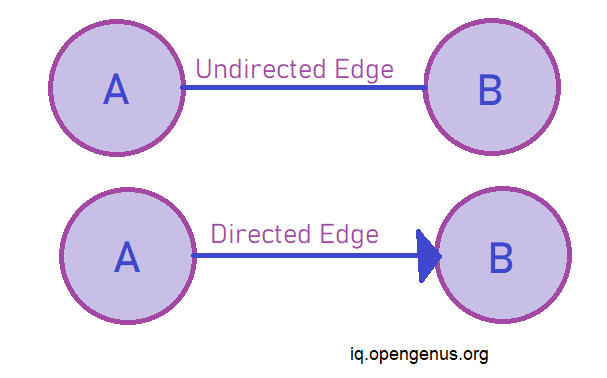 A Undirected Edge B
A Directed Edge B
iq.opengenus.org